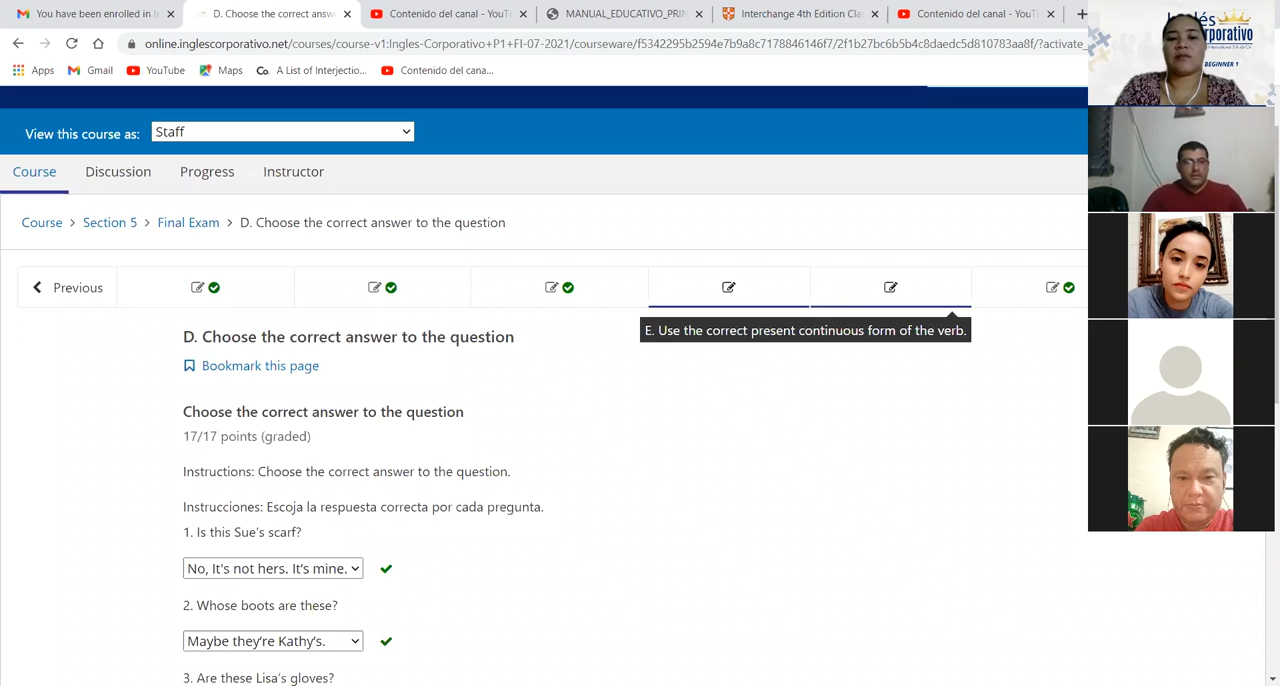 You have been enrolled in I
D. Choose the correct answ
Contenido del canal - YouT
MANUAL_EDUCATIVO_PRI
Interchange 4th Edition Cla
Contenido del canal - YouT
online.inglescorporativo.net/courses/course-v1:Ingles-Corporativo+P1+FI-07-2021/courseware/f5342295b2594e7b9a8c7178846146f7/2f1b27bc6b5b4c8daedc5d810783aa8f/?activate_
Apps
Gmail
YouTube
Maps
A List of Interjectio...
Contenido del cana...
Inglés
orporativo
International S.A. de C.V.
BEGINNER 1
View this course as:
Staff
Course
Discussion
Progress
Instructor
Course > Section 5 > Final Exam > D. Choose the correct answer to the question
Previous
E. Use the correct present continuous form of the verb.
D. Choose the correct answer to the question
Bookmark this page
Choose the correct answer to the question
17/17 points (graded)
Instructions: Choose the correct answer to the question.
Instrucciones: Escoja la respuesta correcta por cada pregunta.
1. Is this Sue's scarf?
No, It's not hers. It's mine.
2. Whose boots are these?
Maybe they're Kathy's.
3. Are these Lisa's gloves?